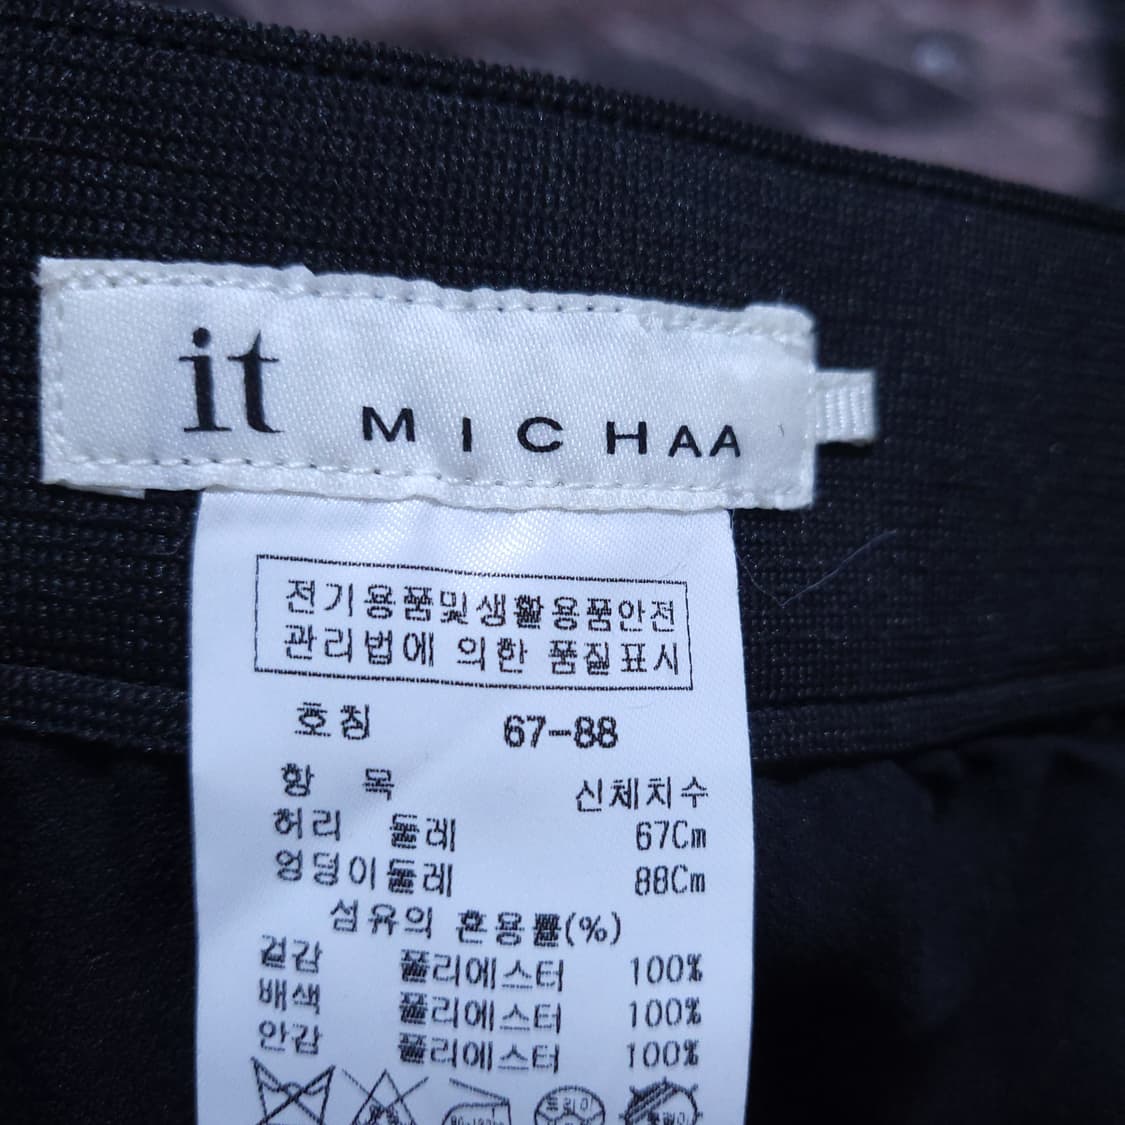 it MICHAA
전기용품및생활용품안전
관리법에 의한 품질표시
호칭 67-88
항 목 신체치수
허리 둘레 67Cm
엉덩이둘레 88Cm
섬유의 혼용률(%)
겉감 폴리에스터 100%
배색 폴리에스터 100%
안감 폴리에스터 100%
드라이